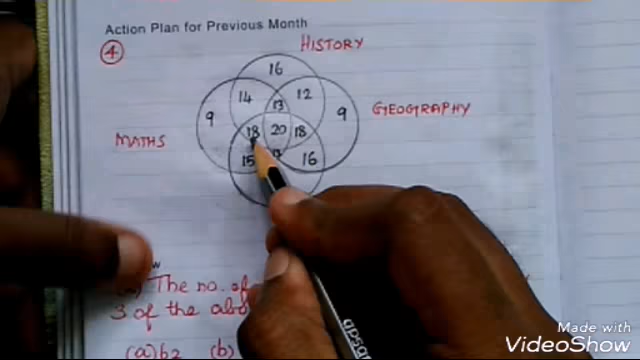 Action Plan for Previous Month
4
HISTORY
16
14 12
13
9 9 GEOGRAPHY
MATHS 18 20 18
15 16
(a) The no. of
3 of the
(a) 62 (b)
apsara
Made with
VideoShow